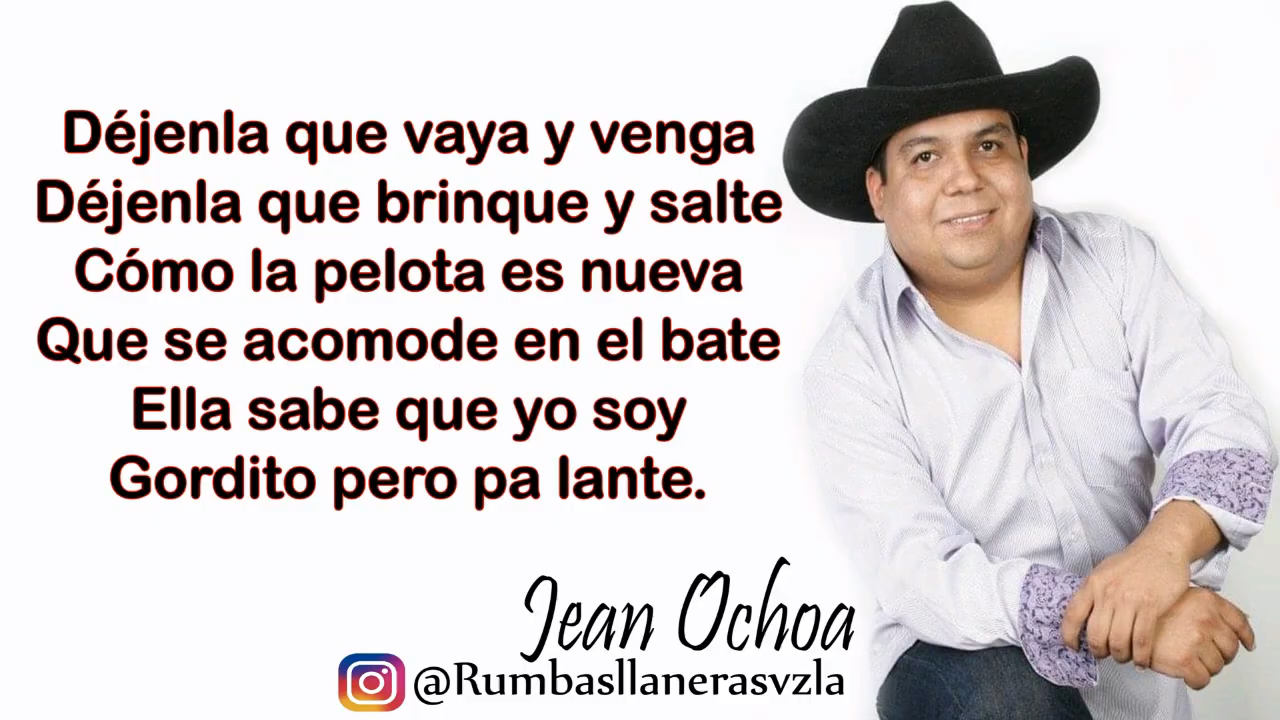 Déjenla que vaya y venga
Déjenla que brinque y salte
Cómo la pelota es nueva
Que se acomode en el bate
Ella sabe que yo soy
Gordito pero pa lante.
Jean Ochoa
@Rumbasllanerasvzla